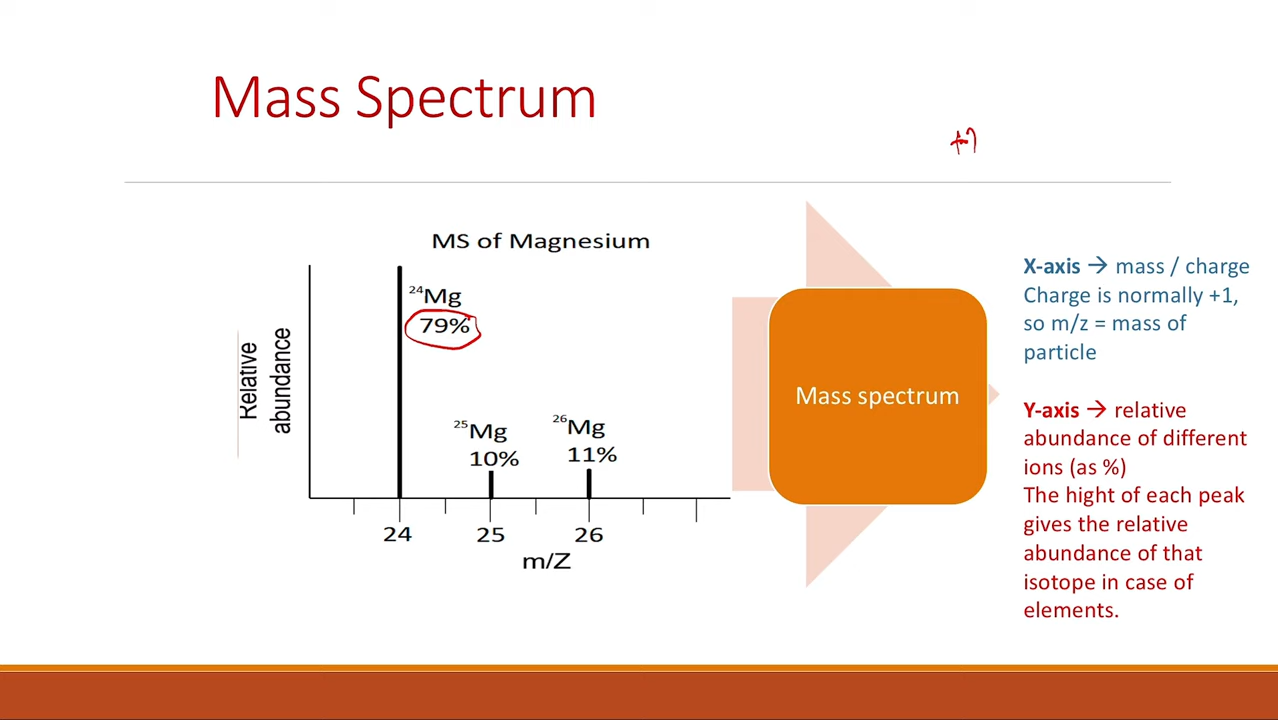 Mass Spectrum
MS of Magnesium
Relative
abundance
²⁴Mg
79%
²⁵Mg
10%
²⁶Mg
11%
24 25 26
m/Z
Mass spectrum
X-axis → mass / charge
Charge is normally +1,
so m/z = mass of
particle
Y-axis → relative
abundance of different
ions (as %)
The hight of each peak
gives the relative
abundance of that
isotope in case of
elements.